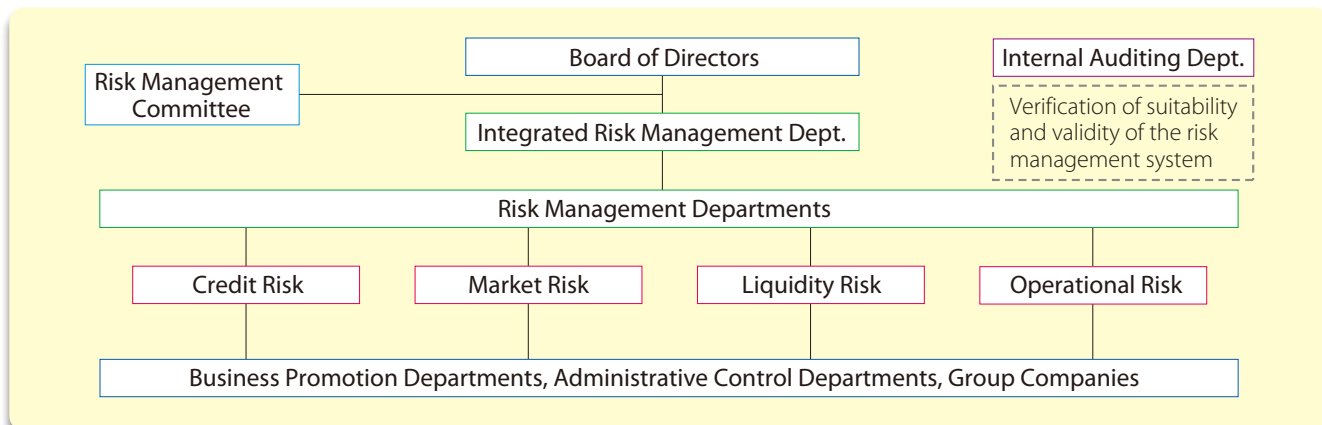 Board of Directors
Internal Auditing Dept.
Risk Management
Committee
Verification of suitability
and validity of the risk
management system
Integrated Risk Management Dept.
Risk Management Departments
Credit Risk
Market Risk
Liquidity Risk
Operational Risk
Business Promotion Departments, Administrative Control Departments, Group Companies